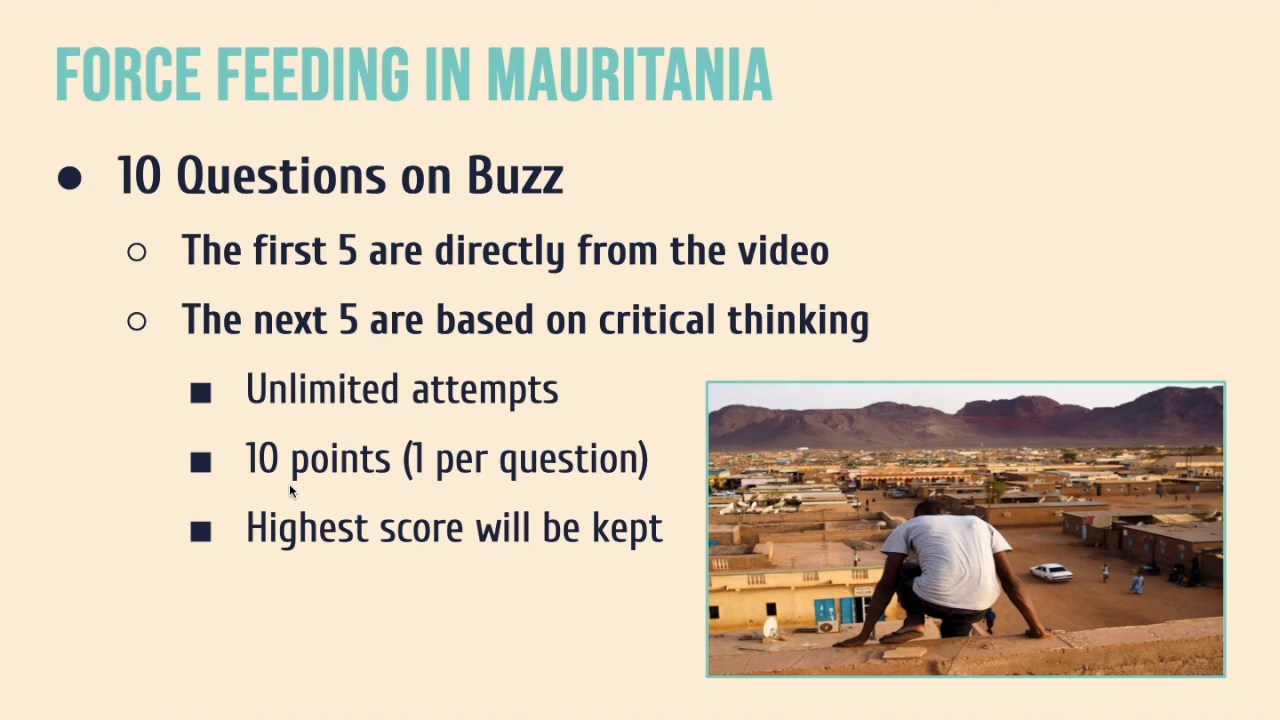 FORCE FEEDING IN MAURITANIA
● 10 Questions on Buzz
○ The first 5 are directly from the video
○ The next 5 are based on critical thinking
■ Unlimited attempts
■ 10 points (1 per question)
■ Highest score will be kept